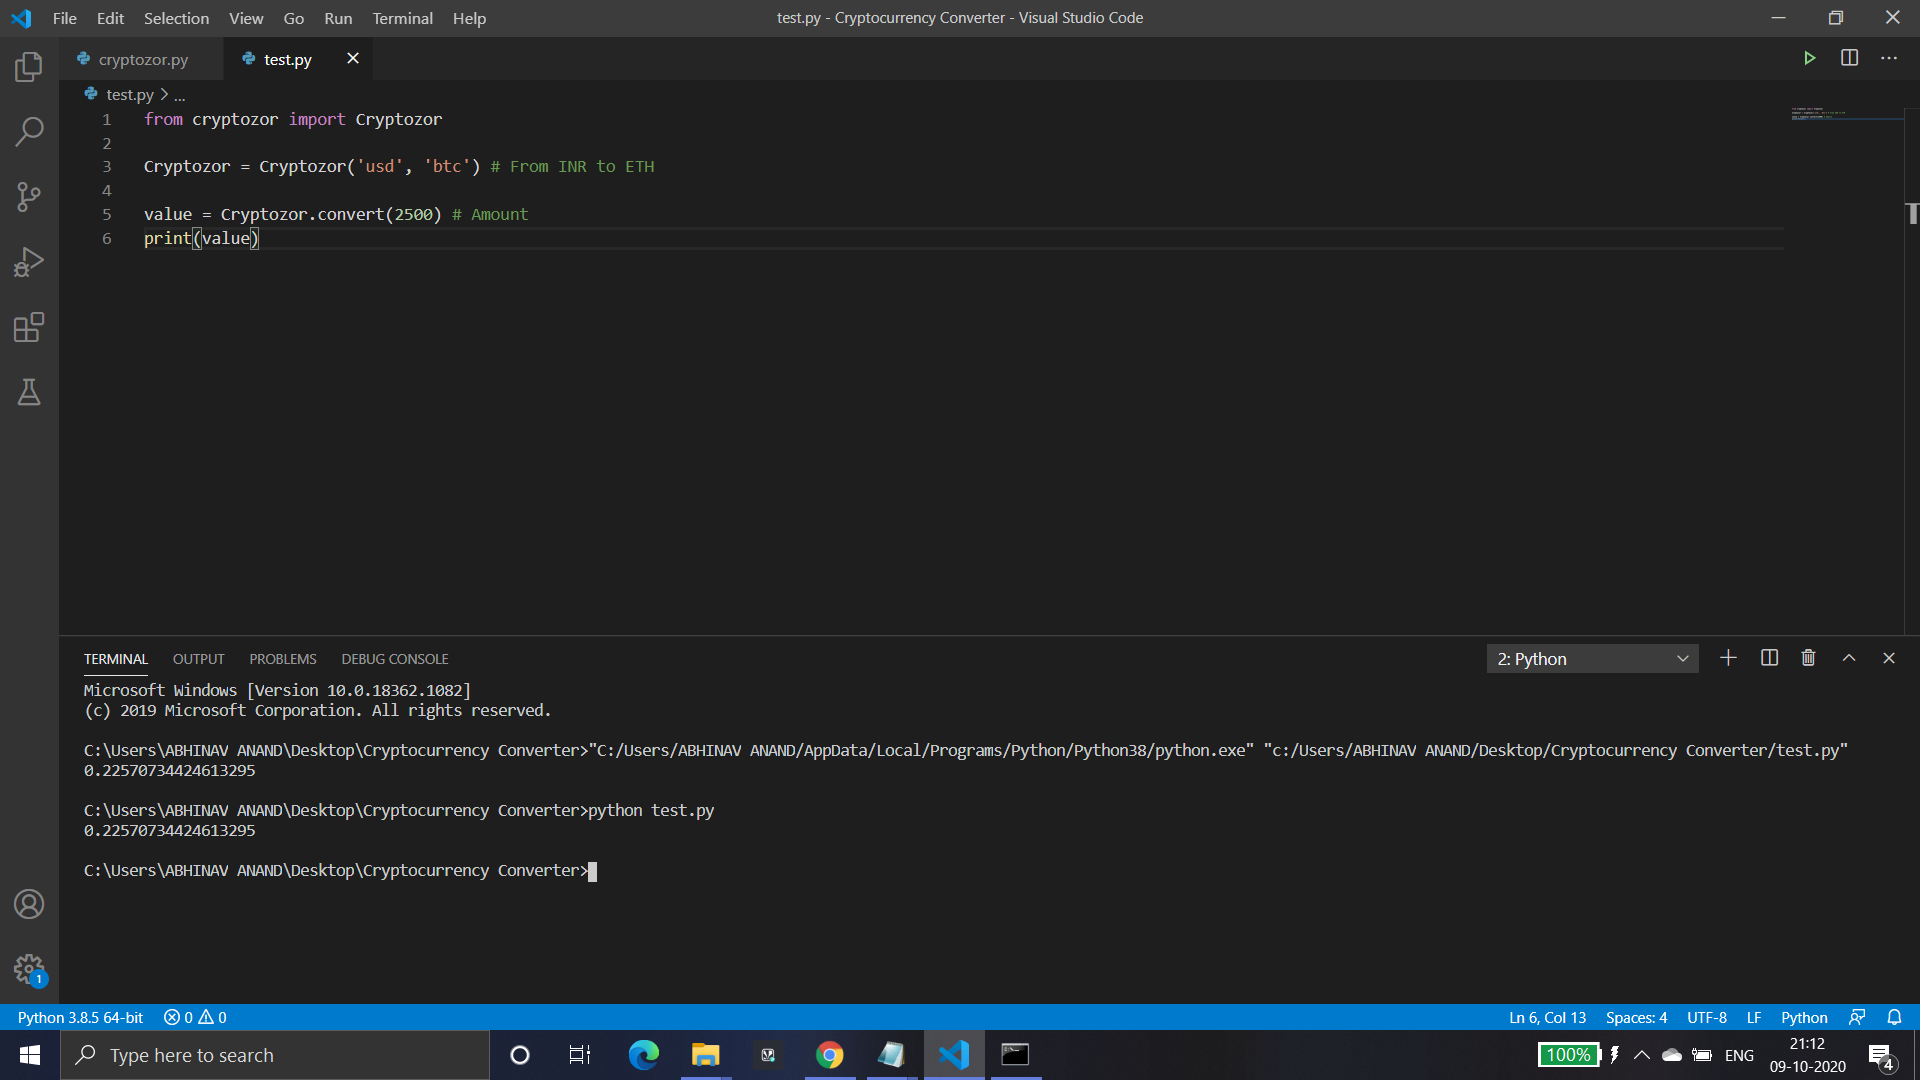 File Edit Selection View Go Run Terminal Help
test.py - Cryptocurrency Converter - Visual Studio Code
cryptozor.py
test.py
test.py > ...
1 from cryptozor import Cryptozor
2
3 Cryptozor = Cryptozor('usd', 'btc') # From INR to ETH
4
5 value = Cryptozor.convert(2500) # Amount
6 print(value)
TERMINAL OUTPUT PROBLEMS DEBUG CONSOLE
2: Python
Microsoft Windows [Version 10.0.18362.1082]
(c) 2019 Microsoft Corporation. All rights reserved.
C:\Users\ABHINAV ANAND\Desktop\Cryptocurrency Converter>"C:/Users/ABHINAV ANAND/AppData/Local/Programs/Python/Python38/python.exe" "c:/Users/ABHINAV ANAND/Desktop/Cryptocurrency Converter/test.py"
0.22570734424613295
C:\Users\ABHINAV ANAND\Desktop\Cryptocurrency Converter>python test.py
0.22570734424613295
C:\Users\ABHINAV ANAND\Desktop\Cryptocurrency Converter>
1
Python 3.8.5 64-bit 0 0
Ln 6, Col 13 Spaces: 4 UTF-8 LF Python
Type here to search
100%
ENG
21:12
09-10-2020
4